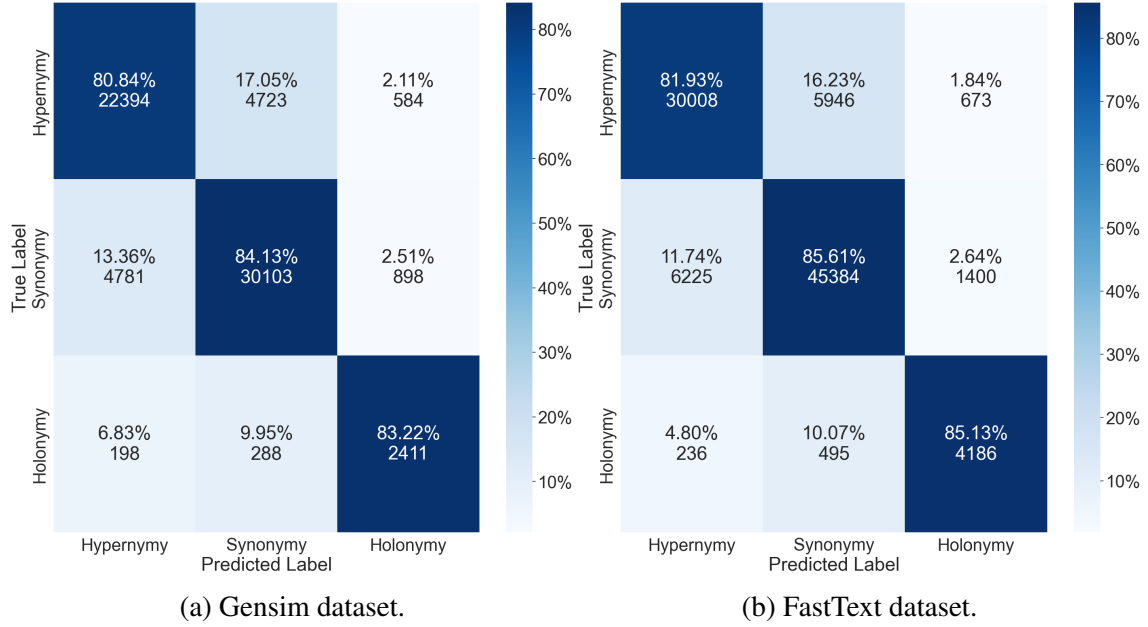 80.84%
22394
17.05%
4723
2.11%
584
13.36%
4781
84.13%
30103
2.51%
898
6.83%
198
9.95%
288
83.22%
2411
Hypernymy
Synonymy
Holonymy
True Label
Hypernymy
Synonymy
Holonymy
Predicted Label
80%
70%
60%
50%
40%
30%
20%
10%
(a) Gensim dataset.
81.93%
30008
16.23%
5946
1.84%
673
11.74%
6225
85.61%
45384
2.64%
1400
4.80%
236
10.07%
495
85.13%
4186
Hypernymy
Synonymy
Holonymy
True Label
Hypernymy
Synonymy
Holonymy
Predicted Label
80%
70%
60%
50%
40%
30%
20%
10%
(b) FastText dataset.